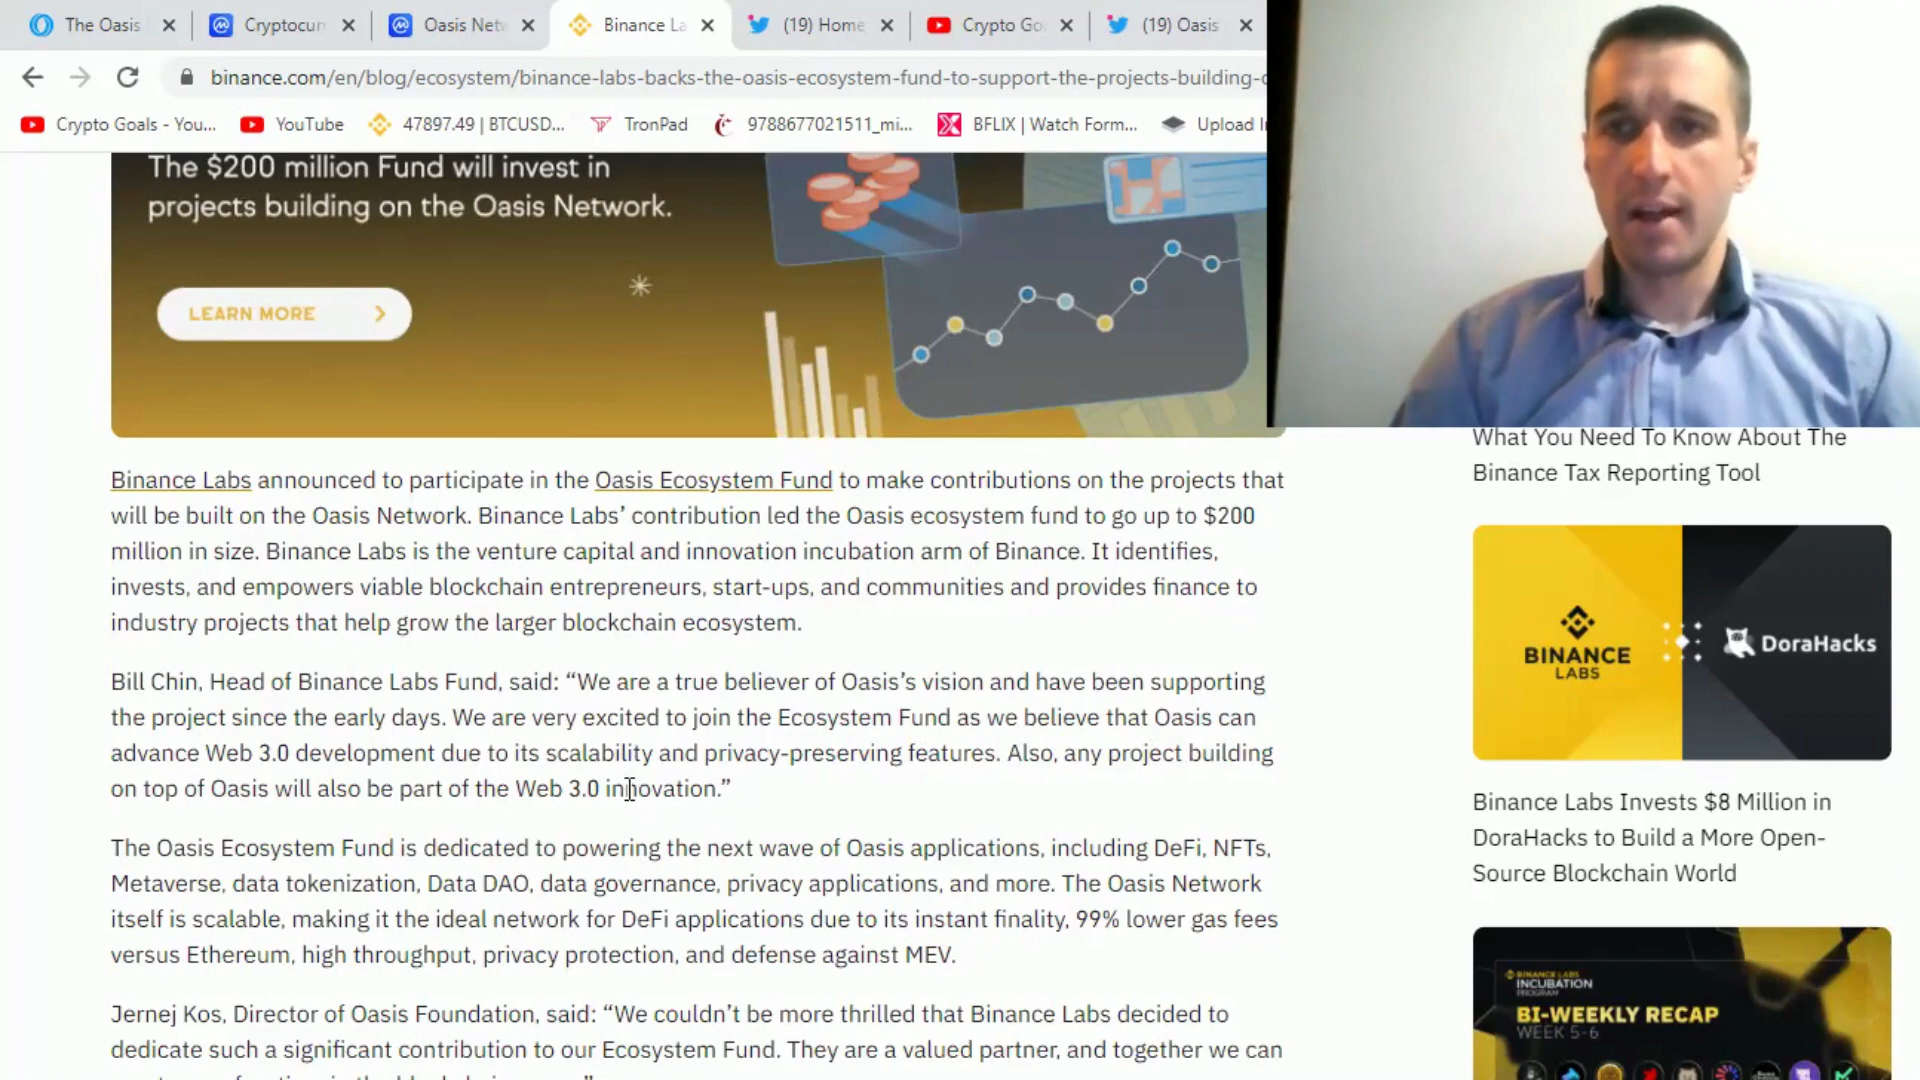 The Oasis
Cryptocur
Oasis Netw
Binance La
(19) Home
Crypto Go
(19) Oasis
binance.com/en/blog/ecosystem/binance-labs-backs-the-oasis-ecosystem-fund-to-support-the-projects-building-
Crypto Goals - You...
YouTube
47897.49 | BTCUSD...
TronPad
9788677021511_mi...
BFLIX | Watch Form...
Upload
The $200 million Fund will invest in
projects building on the Oasis Network.
LEARN MORE
Binance Labs announced to participate in the Oasis Ecosystem Fund to make contributions on the projects that
will be built on the Oasis Network. Binance Labs’ contribution led the Oasis ecosystem fund to go up to $200
million in size. Binance Labs is the venture capital and innovation incubation arm of Binance. It identifies,
invests, and empowers viable blockchain entrepreneurs, start-ups, and communities and provides finance to
industry projects that help grow the larger blockchain ecosystem.
Bill Chin, Head of Binance Labs Fund, said: “We are a true believer of Oasis’s vision and have been supporting
the project since the early days. We are very excited to join the Ecosystem Fund as we believe that Oasis can
advance Web 3.0 development due to its scalability and privacy-preserving features. Also, any project building
on top of Oasis will also be part of the Web 3.0 innovation.”
The Oasis Ecosystem Fund is dedicated to powering the next wave of Oasis applications, including DeFi, NFTs,
Metaverse, data tokenization, Data DAO, data governance, privacy applications, and more. The Oasis Network
itself is scalable, making it the ideal network for DeFi applications due to its instant finality, 99% lower gas fees
versus Ethereum, high throughput, privacy protection, and defense against MEV.
Jernej Kos, Director of Oasis Foundation, said: “We couldn’t be more thrilled that Binance Labs decided to
dedicate such a significant contribution to our Ecosystem Fund. They are a valued partner, and together we can
What You Need To Know About The
Binance Tax Reporting Tool
BINANCE
LABS
DoraHacks
Binance Labs Invests $8 Million in
DoraHacks to Build a More Open-
Source Blockchain World
BINANCE LABS
INCUBATION
PROGRAM
BI-WEEKLY RECAP
WEEK 5-6